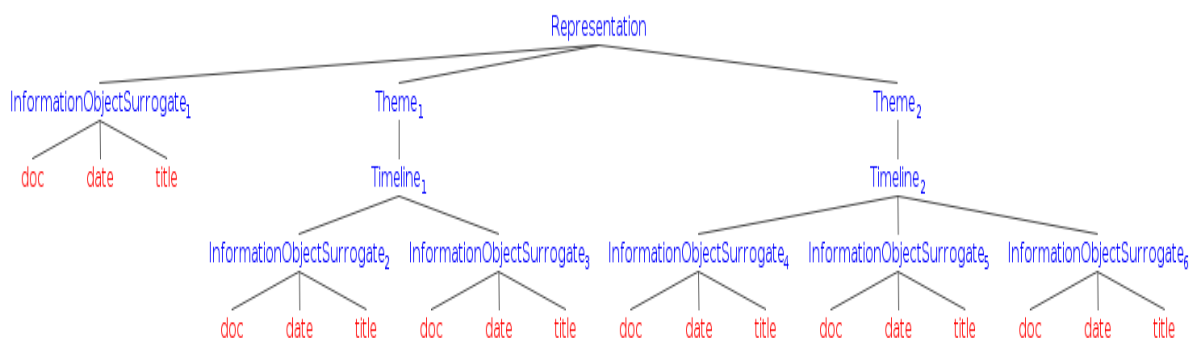 Representation
InformationObjectSurrogate1 Theme1 Theme2
doc date title Timeline1 Timeline2
InformationObjectSurrogate2 InformationObjectSurrogate3 InformationObjectSurrogate4 InformationObjectSurrogate5 InformationObjectSurrogate6
doc date title doc date title doc date title doc date title doc date title